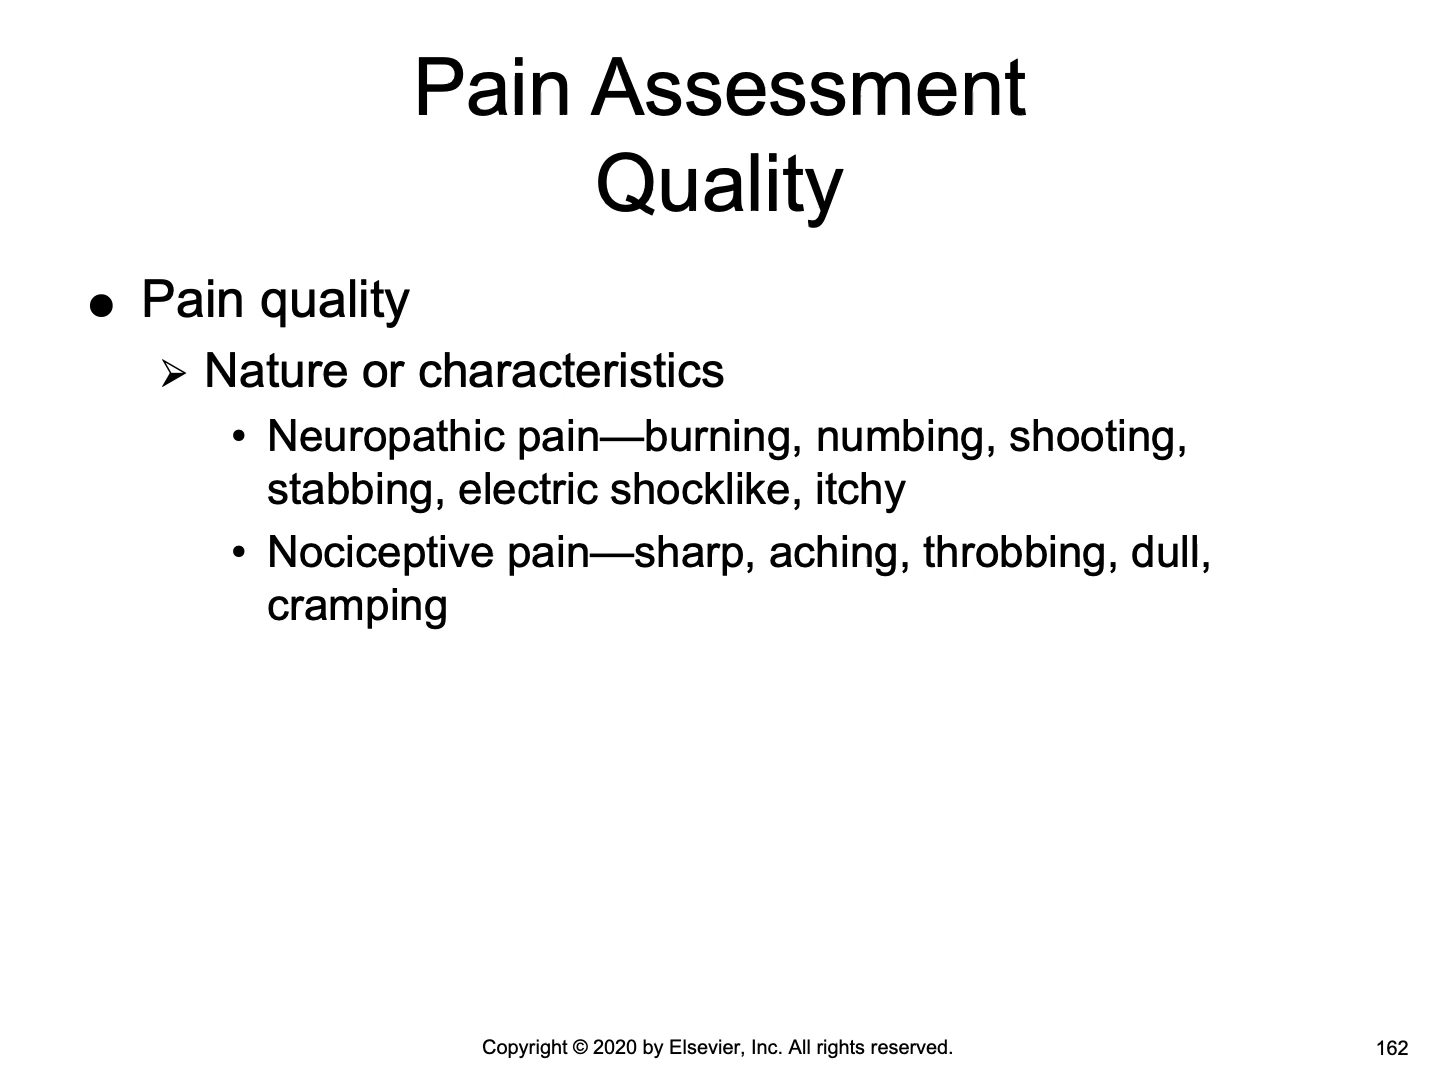 Pain Assessment
Quality
● Pain quality
➢ Nature or characteristics
• Neuropathic pain—burning, numbing, shooting,
stabbing, electric shocklike, itchy
• Nociceptive pain—sharp, aching, throbbing, dull,
cramping
Copyright © 2020 by Elsevier, Inc. All rights reserved.
162